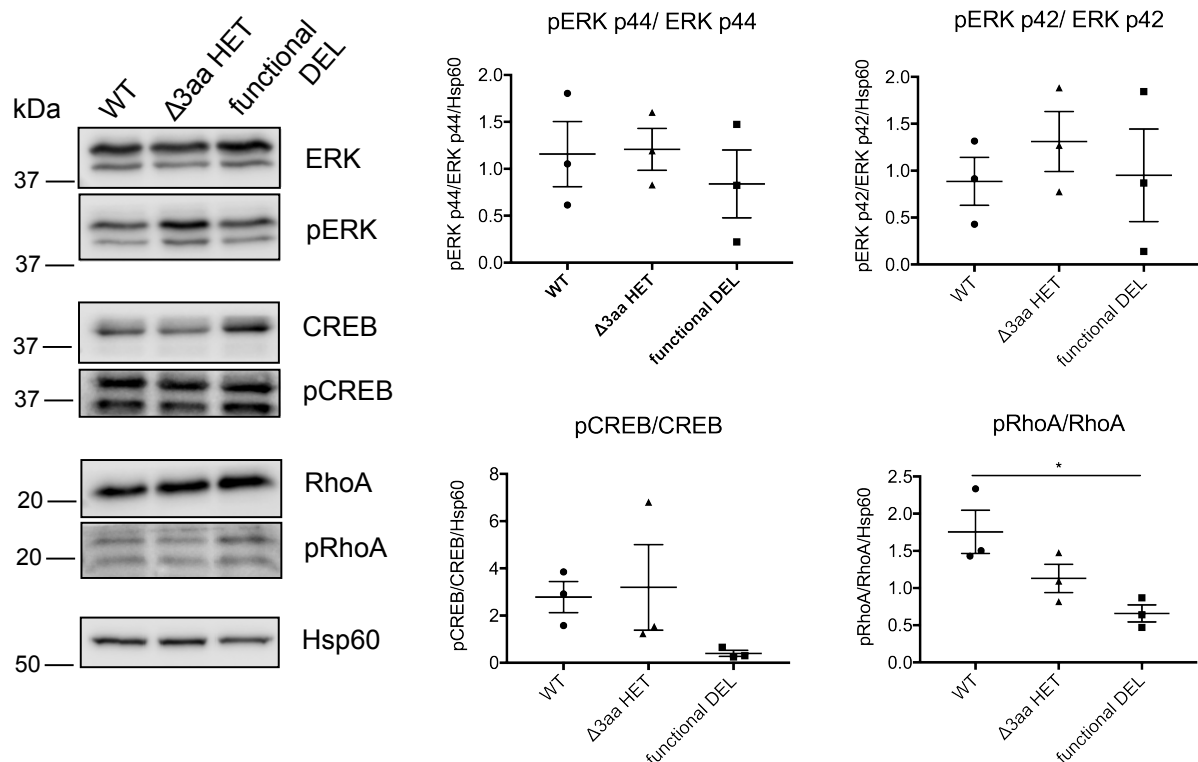 kDa
WT
Δ3aa HET
functional
DEL
ERK
37
pERK
37
CREB
37
pCREB
37
RhoA
20
pRhoA
20
Hsp60
50
pERK p44/ ERK p44
pERK p44/ERK p44/Hsp60
2.0
1.5
1.0
0.5
0.0
WT
Δ3aa HET
functional DEL
pERK p42/ ERK p42
pERK p42/ERK p42/Hsp60
2.0
1.5
1.0
0.5
0.0
WT
Δ3aa HET
functional DEL
pCREB/CREB
pCREB/CREB/Hsp60
8
6
4
2
0
WT
Δ3aa HET
functional DEL
pRhoA/RhoA
pRhoA/RhoA/Hsp60
*
2.5
2.0
1.5
1.0
0.5
0.0
WT
Δ3aa HET
functional DEL